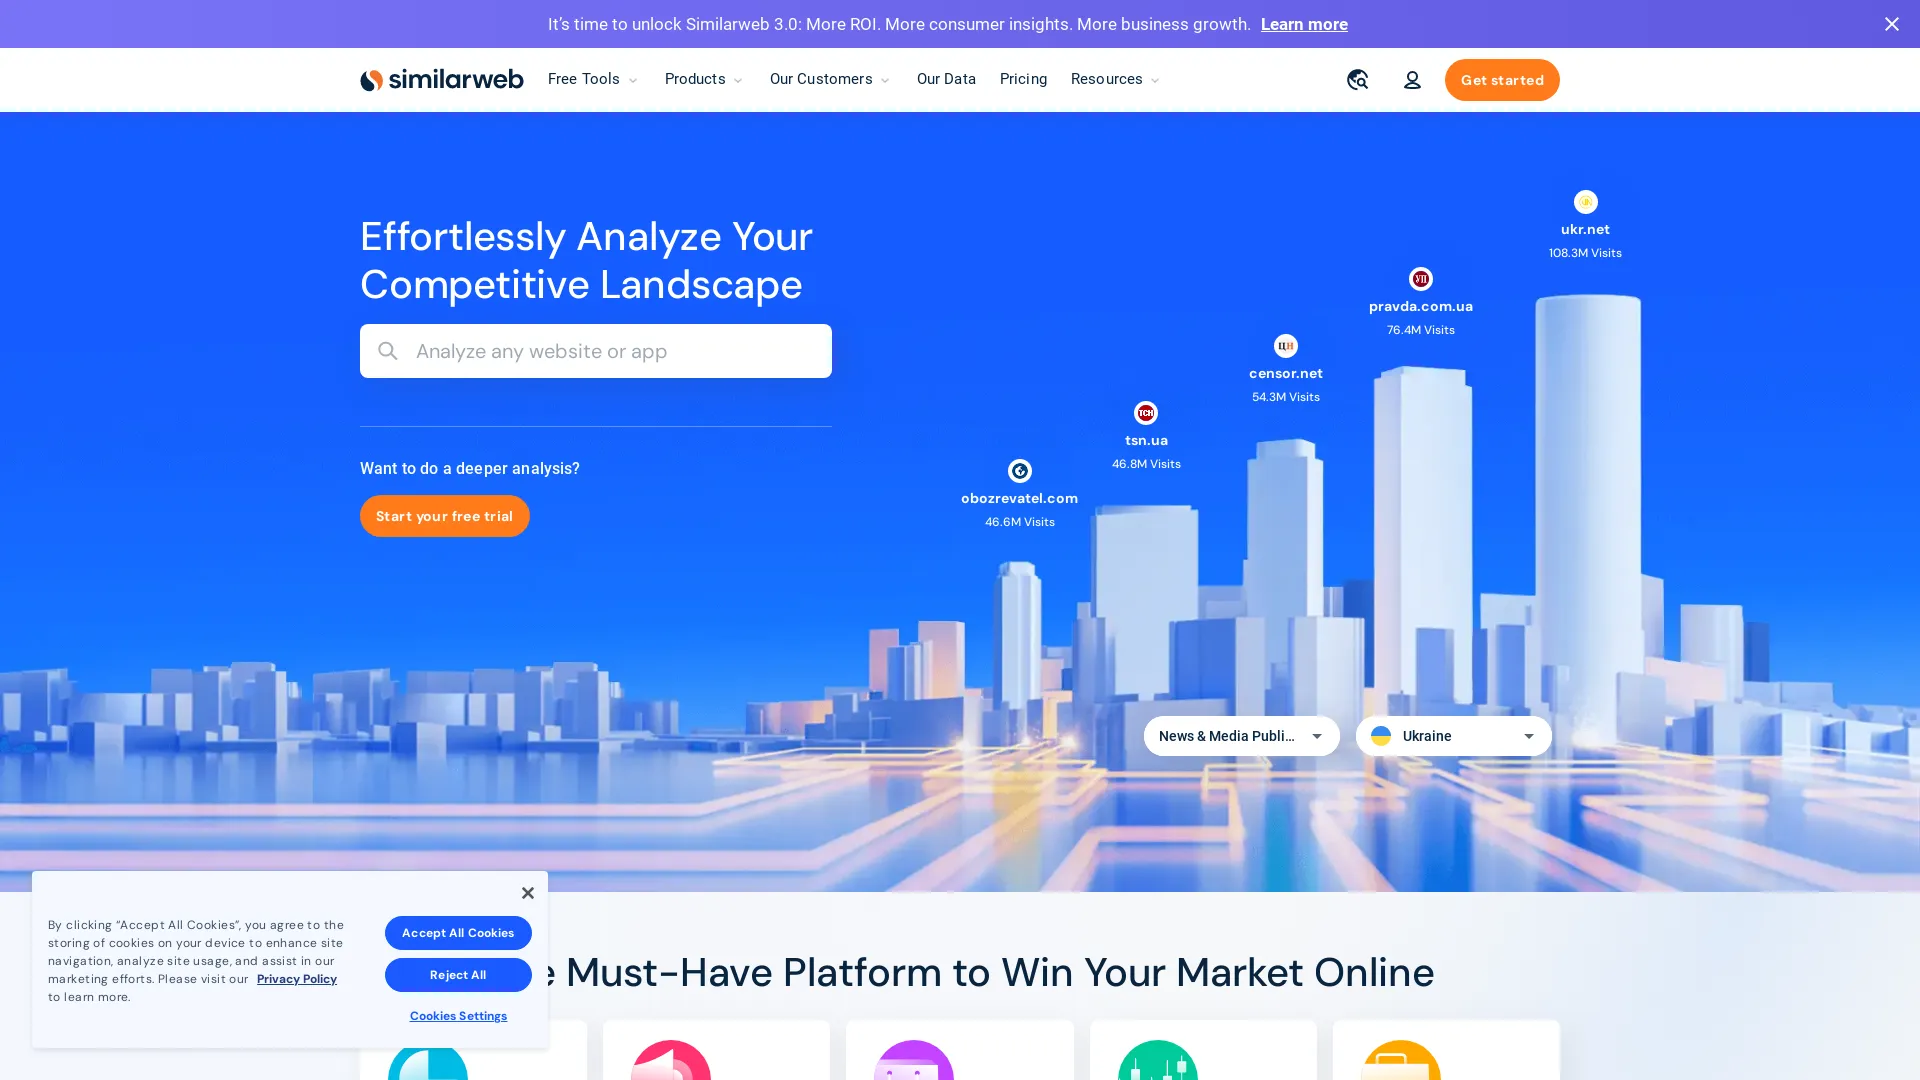 It's time to unlock Similarweb 3.0: More ROI. More consumer insights. More business growth. Learn more
similarweb
Free Tools
Products
Our Customers
Our Data
Pricing
Resources
Get started
Effortlessly Analyze Your
Competitive Landscape
Analyze any website or app
Want to do a deeper analysis?
Start your free trial
ukr.net
108.3M Visits
УП
pravda.com.ua
76.4M Visits
ЦН
censor.net
54.3M Visits
ТСН
tsn.ua
46.8M Visits
obozrevatel.com
46.6M Visits
News & Media Publi...
Ukraine
By clicking “Accept All Cookies”, you agree to the
storing of cookies on your device to enhance site
navigation, analyze site usage, and assist in our
marketing efforts. Please visit our Privacy Policy
to learn more.
Accept All Cookies
Reject All
Cookies Settings
e Must-Have Platform to Win Your Market Online